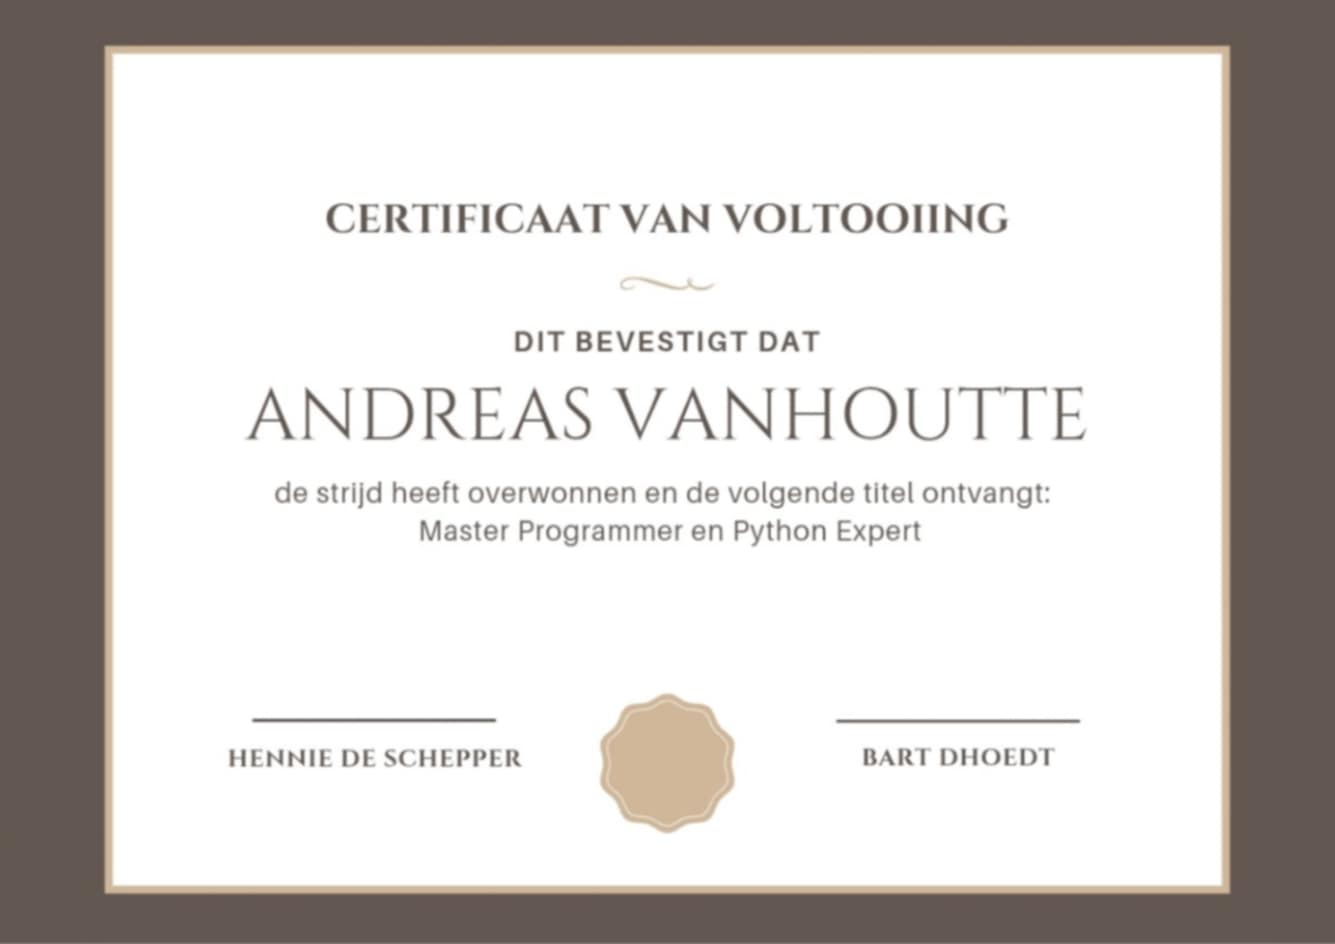 CERTIFICAAT VAN VOLTOOIING
DIT BEVESTIGT DAT
ANDREAS VANHOUTTE
de strijd heeft overwonnen en de volgende titel ontvangt:
Master Programmer en Python Expert
HENNIE DE SCHEPPER
BART DHOEDT